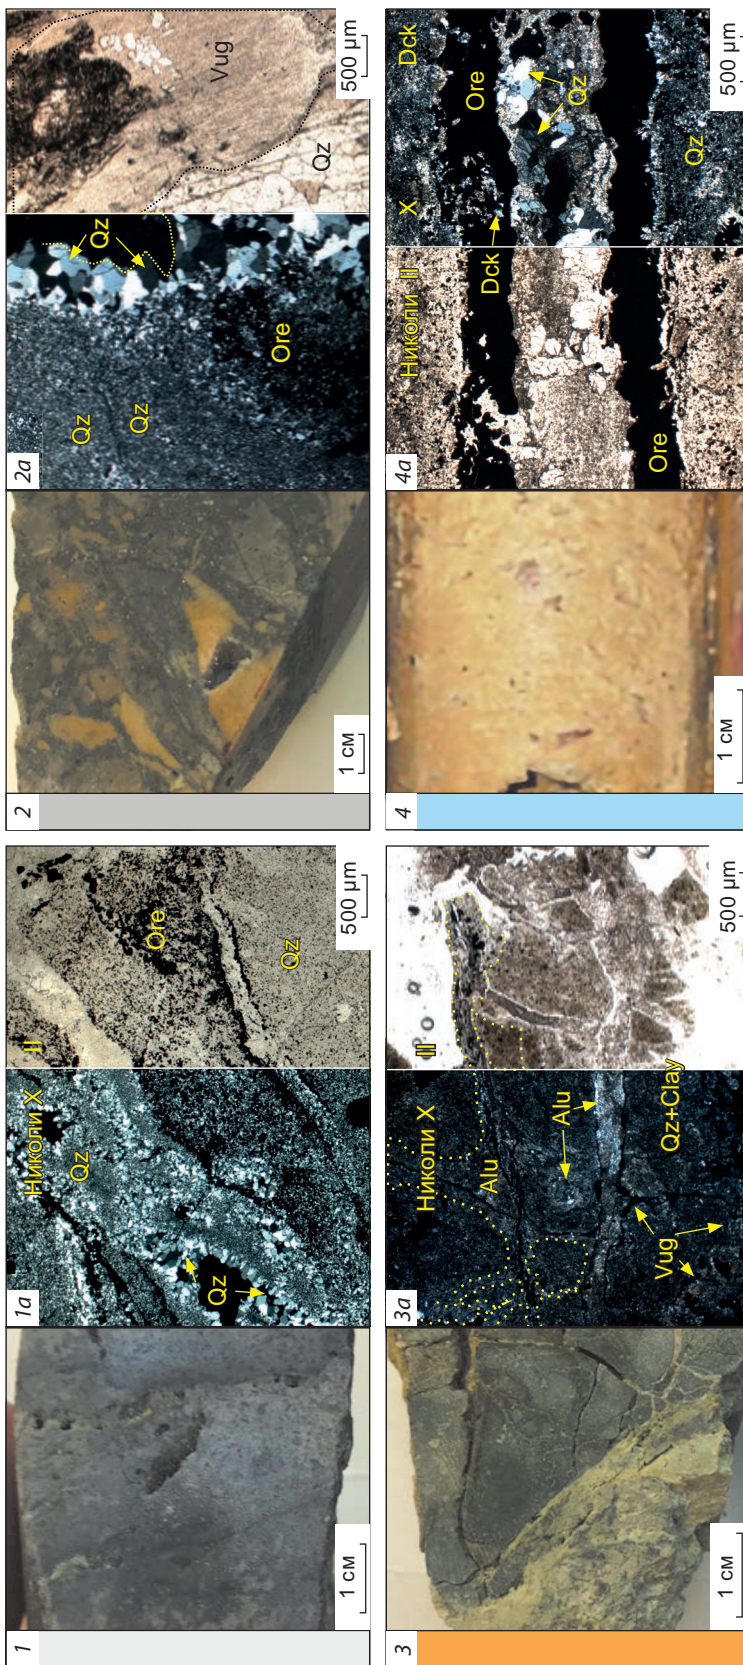 1
1 см
1a
Николи X
Qz
Qz
II
Ore
Qz
500 µm
2
1 см
2a
Qz
Qz
Ore
Qz
Vug
Qz
500 µm
3
1 см
3a
Николи X
Alu
Alu
Vug
Qz+Clay
II
500 µm
4
1 см
4a
Николи II
Ore
Dck
X
Dck
Ore
Qz
Qz
500 µm